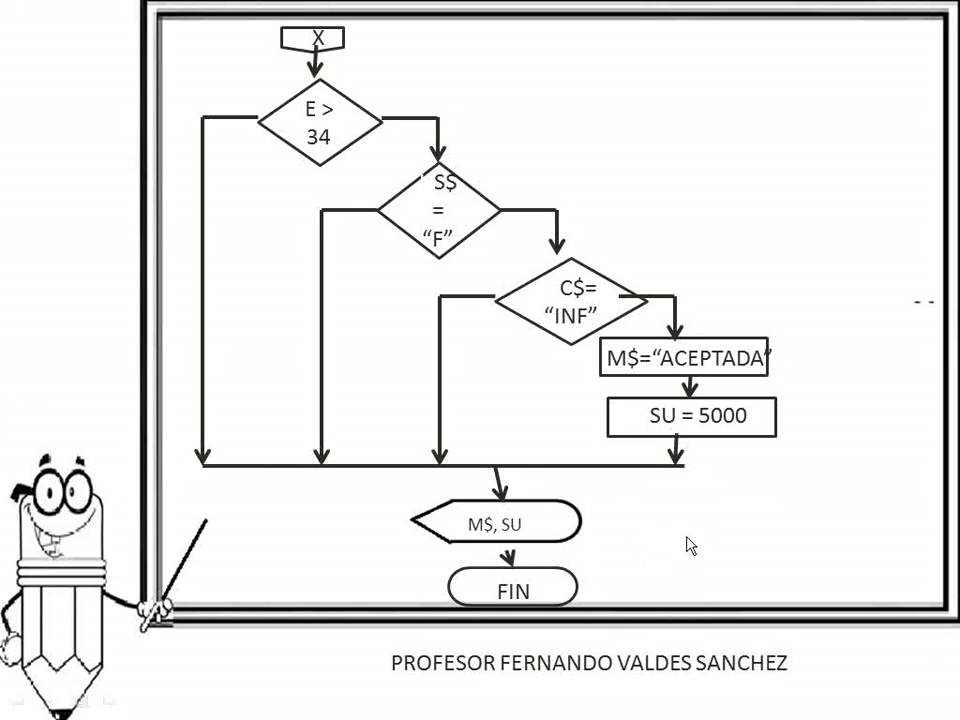 X
E >
34
S$
=
“F”
C$=
“INF”
M$=“ACEPTADA”
SU = 5000
M$, SU
FIN
PROFESOR FERNANDO VALDES SANCHEZ